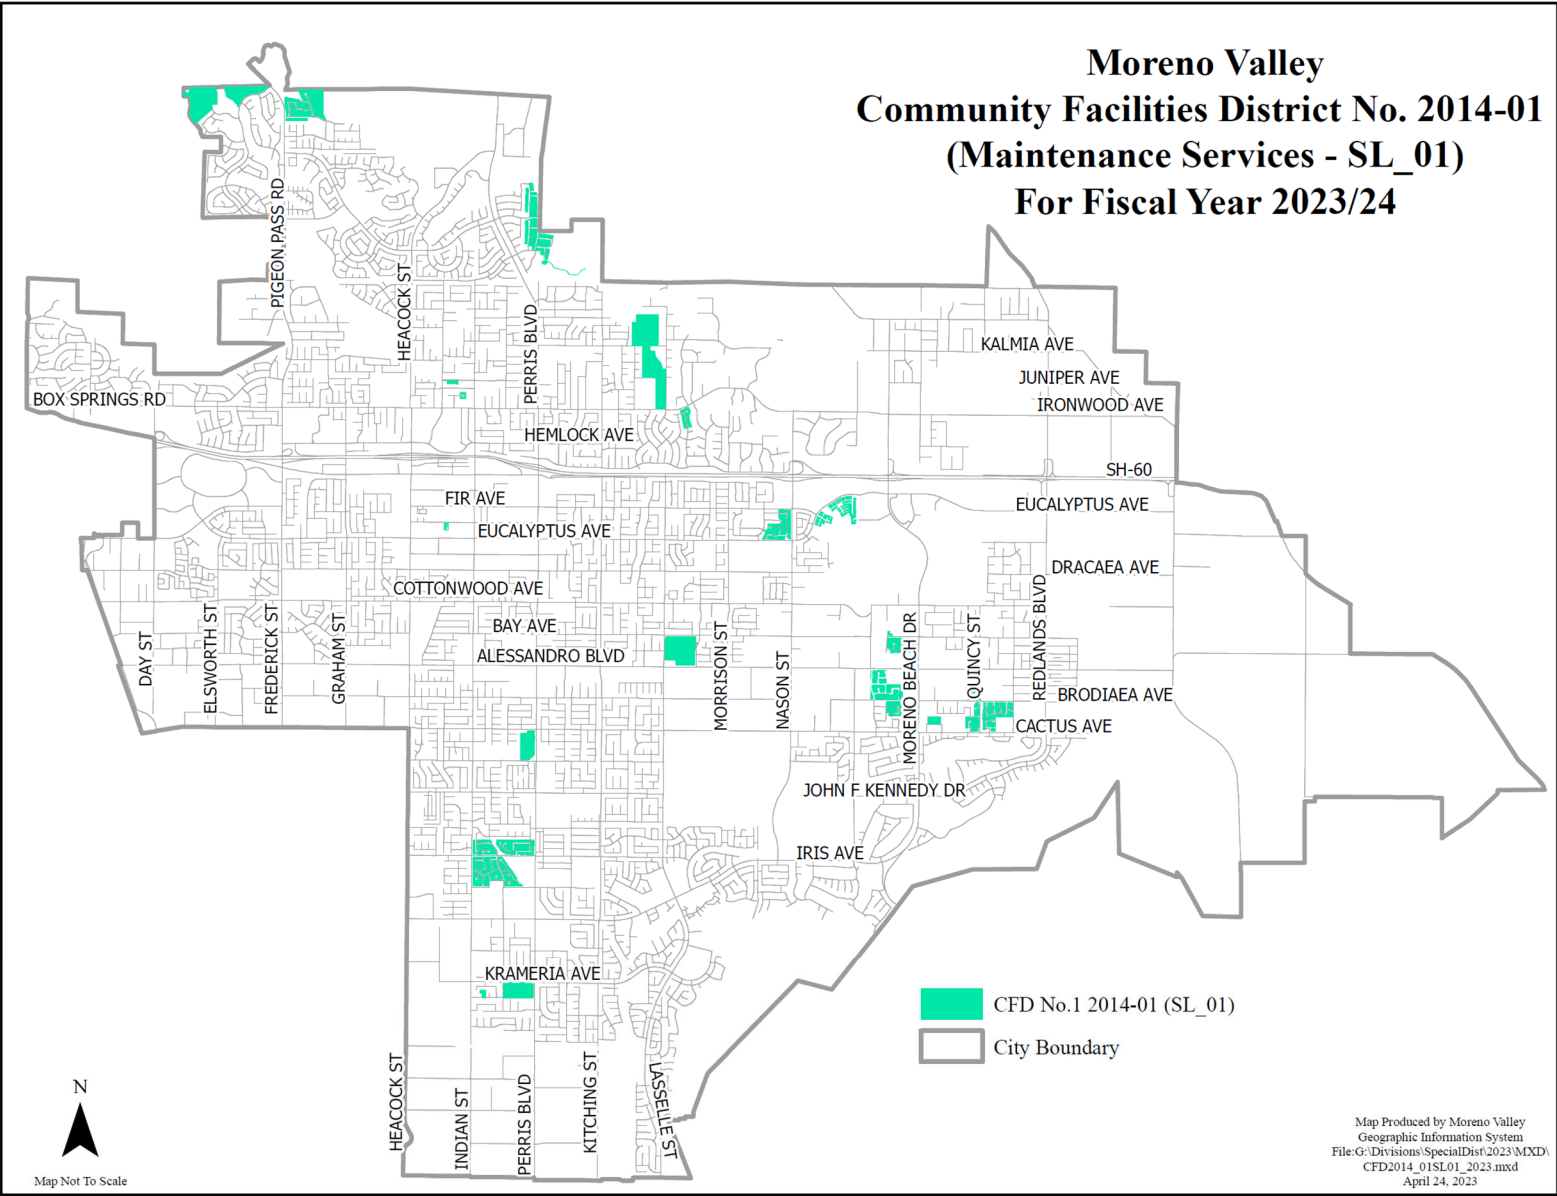 Moreno Valley
Community Facilities District No. 2014-01
(Maintenance Services - SL_01)
For Fiscal Year 2023/24
PIGEON PASS RD
HEACOCK ST
PERRIS BLVD
KALMIA AVE
JUNIPER AVE
IRONWOOD AVE
BOX SPRINGS RD
HEMLOCK AVE
SH-60
FIR AVE
EUCALYPTUS AVE
EUCALYPTUS AVE
DRACAEA AVE
COTTONWOOD AVE
BAY AVE
ALESSANDRO BLVD
DAY ST
ELSWORTH ST
FREDERICK ST
GRAHAM ST
MORRISON ST
NASON ST
MORENO BEACH DR
QUINCY ST
REDLANDS BLVD
BRODIAEA AVE
CACTUS AVE
JOHN F KENNEDY DR
IRIS AVE
KRAMERIA AVE
HEACOCK ST
INDIAN ST
PERRIS BLVD
KITCHING ST
LASSELLE ST
CFD No.1 2014-01 (SL_01)
City Boundary
N
Map Not To Scale
Map Produced by Moreno Valley
Geographic Information System
File:G:\Divisions\SpecialDist\2023\MXD\
CFD2014_01SL01_2023.mxd
April 24, 2023